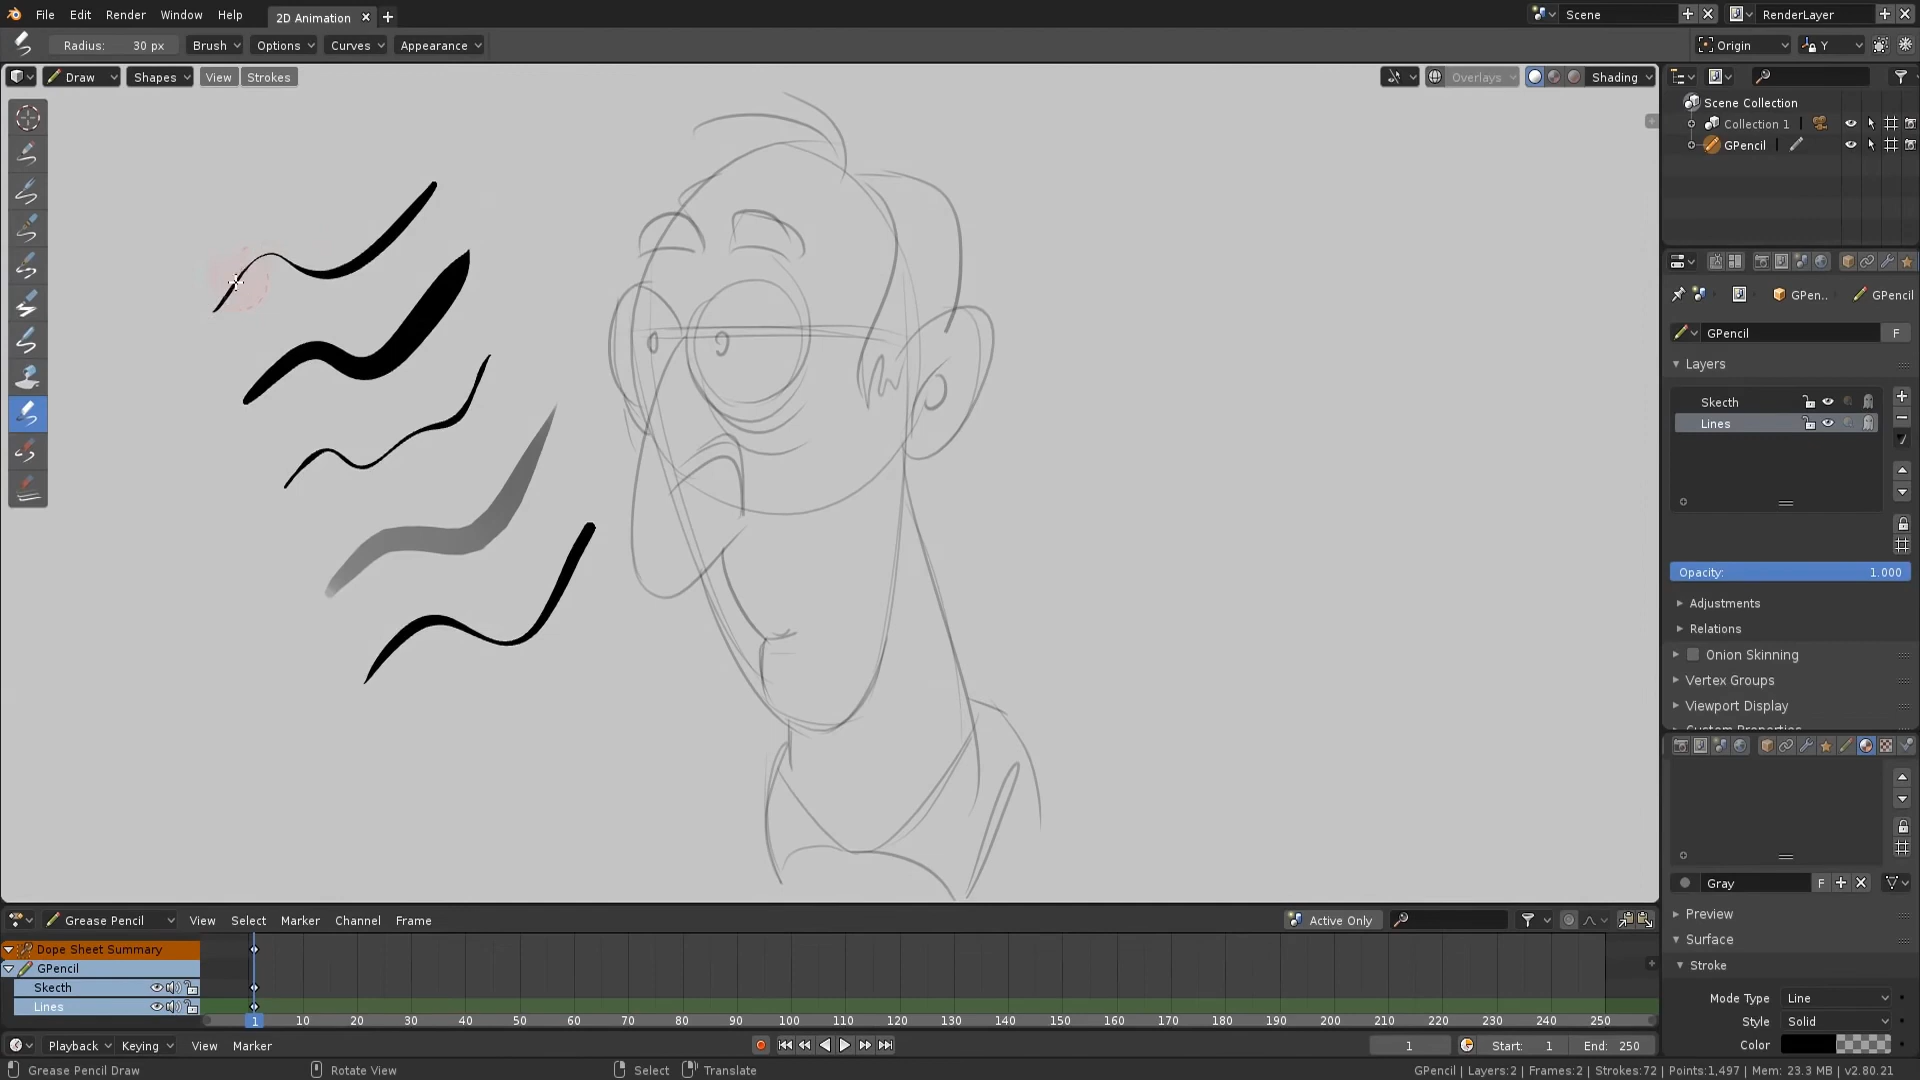 File Edit Render Window Help 2D Animation Scene RenderLayer
Radius: 30 px Brush Options Curves Appearance Origin Y
Draw Shapes View Strokes Overlays Shading
Scene Collection
Collection 1
GPencil
GPen.. GPencil
GPencil F
Layers
Skecth
Lines
Opacity: 1.000
Adjustments
Relations
Onion Skinning
Vertex Groups
Viewport Display
Custom Properties
Gray F
Preview
Surface
Stroke
Mode Type Line
Style Solid
Color
Grease Pencil View Select Marker Channel Frame Active Only
Dope Sheet Summary
GPencil
Skecth
Lines
1 10 20 30 40 50 60 70 80 90 100 110 120 130 140 150 160 170 180 190 200 210 220 230 240 250
Playback Keying View Marker 1 Start: 1 End: 250
Grease Pencil Draw Rotate View Select Translate GPencil | Layers:2 | Frames:2 | Strokes:72 | Points:1,497 | Mem: 23.3 MB | v2.80.21